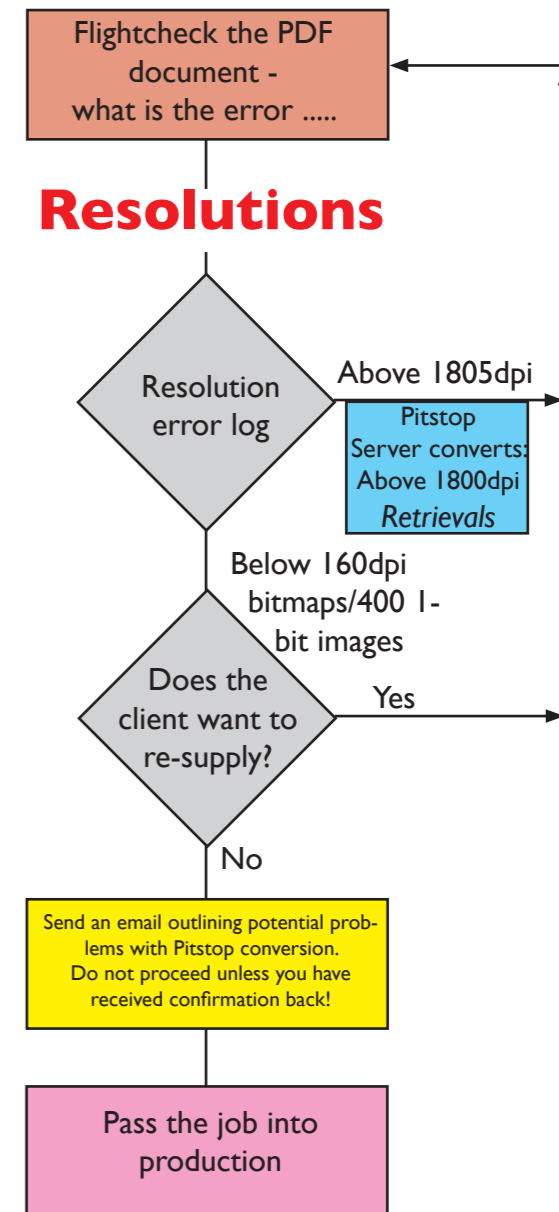 Flightcheck the PDF
document -
what is the error .....
Resolutions
Resolution
error log
Above 1805dpi
Pitstop
Server converts:
Above 1800dpi
Retrievals
Below 160dpi
bitmaps/400 1-
bit images
Does the
client want to
re-supply?
Yes
No
Send an email outlining potential prob-
lems with Pitstop conversion.
Do not proceed unless you have
received confirmation back!
Pass the job into
production